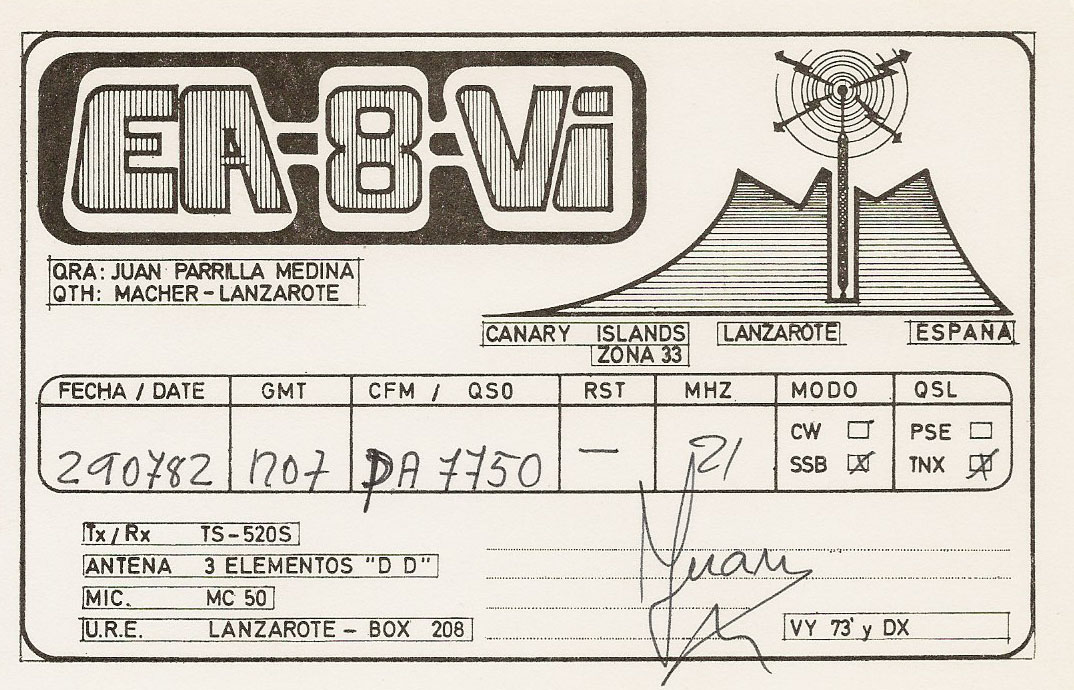 EA-8-Vi
QRA: JUAN PARRILLA MEDINA
QTH: MACHER - LANZAROTE
CANARY ISLANDS LANZAROTE ESPAÑA
ZONA 33
FECHA / DATE GMT CFM / QSO RST MHZ MODO QSL
CW PSE
290782 1707 DA 7750 — 21 SSB TNX
Tx / Rx TS-520S
ANTENA 3 ELEMENTOS "D D"
MIC. MC 50
U.R.E. LANZAROTE - BOX 208
Juan
VY 73' y DX